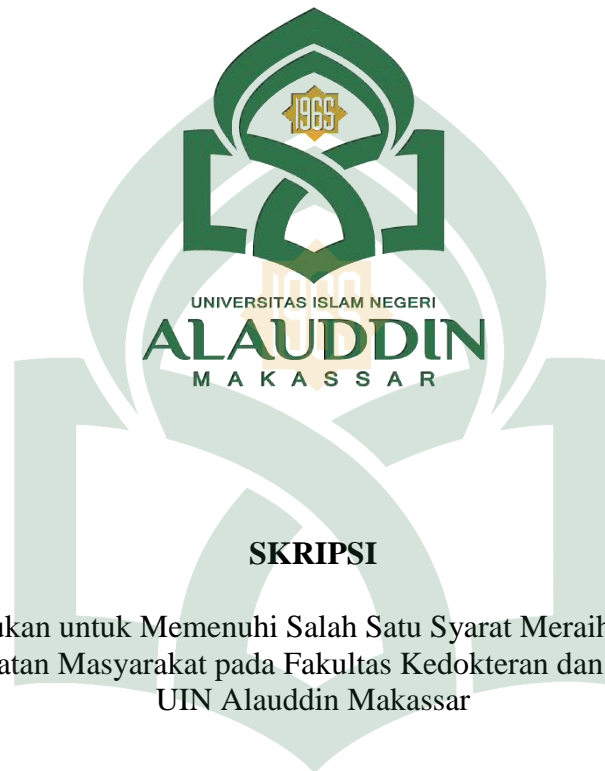 1965
UNIVERSITAS ISLAM NEGERI
ALAUDDIN
MAKASSAR
SKRIPSI
untuk Memenuhi Salah Satu Syarat Meraih
Masyarakat pada Fakultas Kedokteran dan
UIN Alauddin Makassar